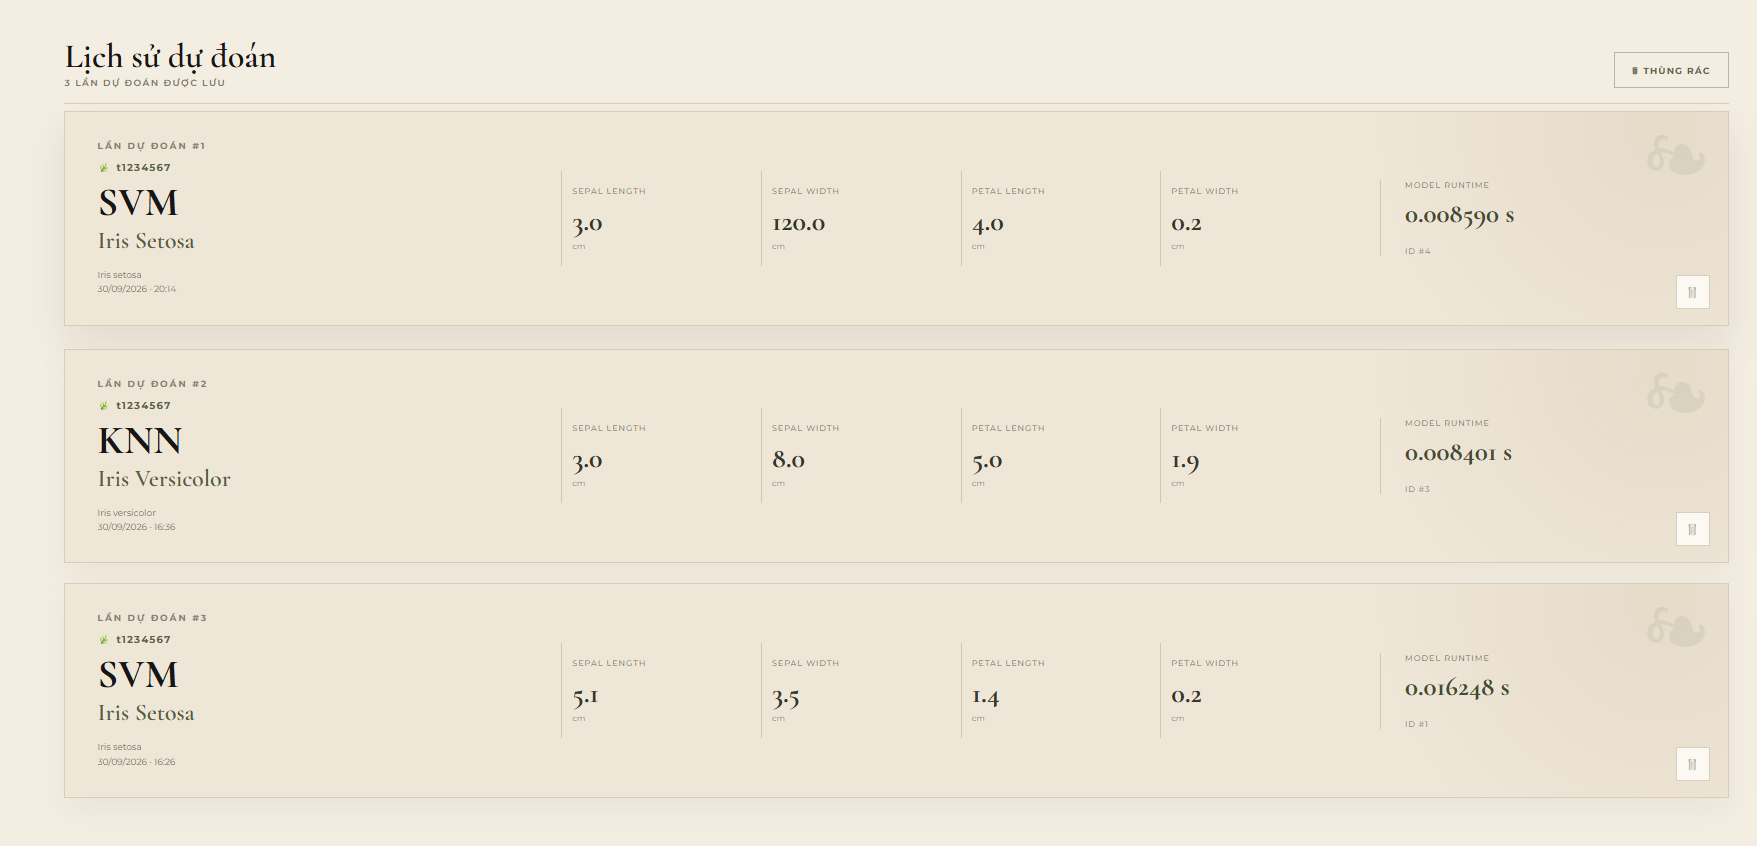 Lịch sử dự đoán
3 LẦN DỰ ĐOÁN ĐƯỢC LƯU
THÙNG RÁC
LẦN DỰ ĐOÁN #1
t1234567
SVM
Iris Setosa
Iris setosa
30/09/2026 · 20:14
SEPAL LENGTH
3.0
cm
SEPAL WIDTH
120.0
cm
PETAL LENGTH
4.0
cm
PETAL WIDTH
0.2
cm
MODEL RUNTIME
0.008590 s
ID #4
LẦN DỰ ĐOÁN #2
t1234567
KNN
Iris Versicolor
Iris versicolor
30/09/2026 · 16:36
SEPAL LENGTH
3.0
cm
SEPAL WIDTH
8.0
cm
PETAL LENGTH
5.0
cm
PETAL WIDTH
1.9
cm
MODEL RUNTIME
0.008401 s
ID #3
LẦN DỰ ĐOÁN #3
t1234567
SVM
Iris Setosa
Iris setosa
30/09/2026 · 16:26
SEPAL LENGTH
5.1
cm
SEPAL WIDTH
3.5
cm
PETAL LENGTH
1.4
cm
PETAL WIDTH
0.2
cm
MODEL RUNTIME
0.016248 s
ID #1